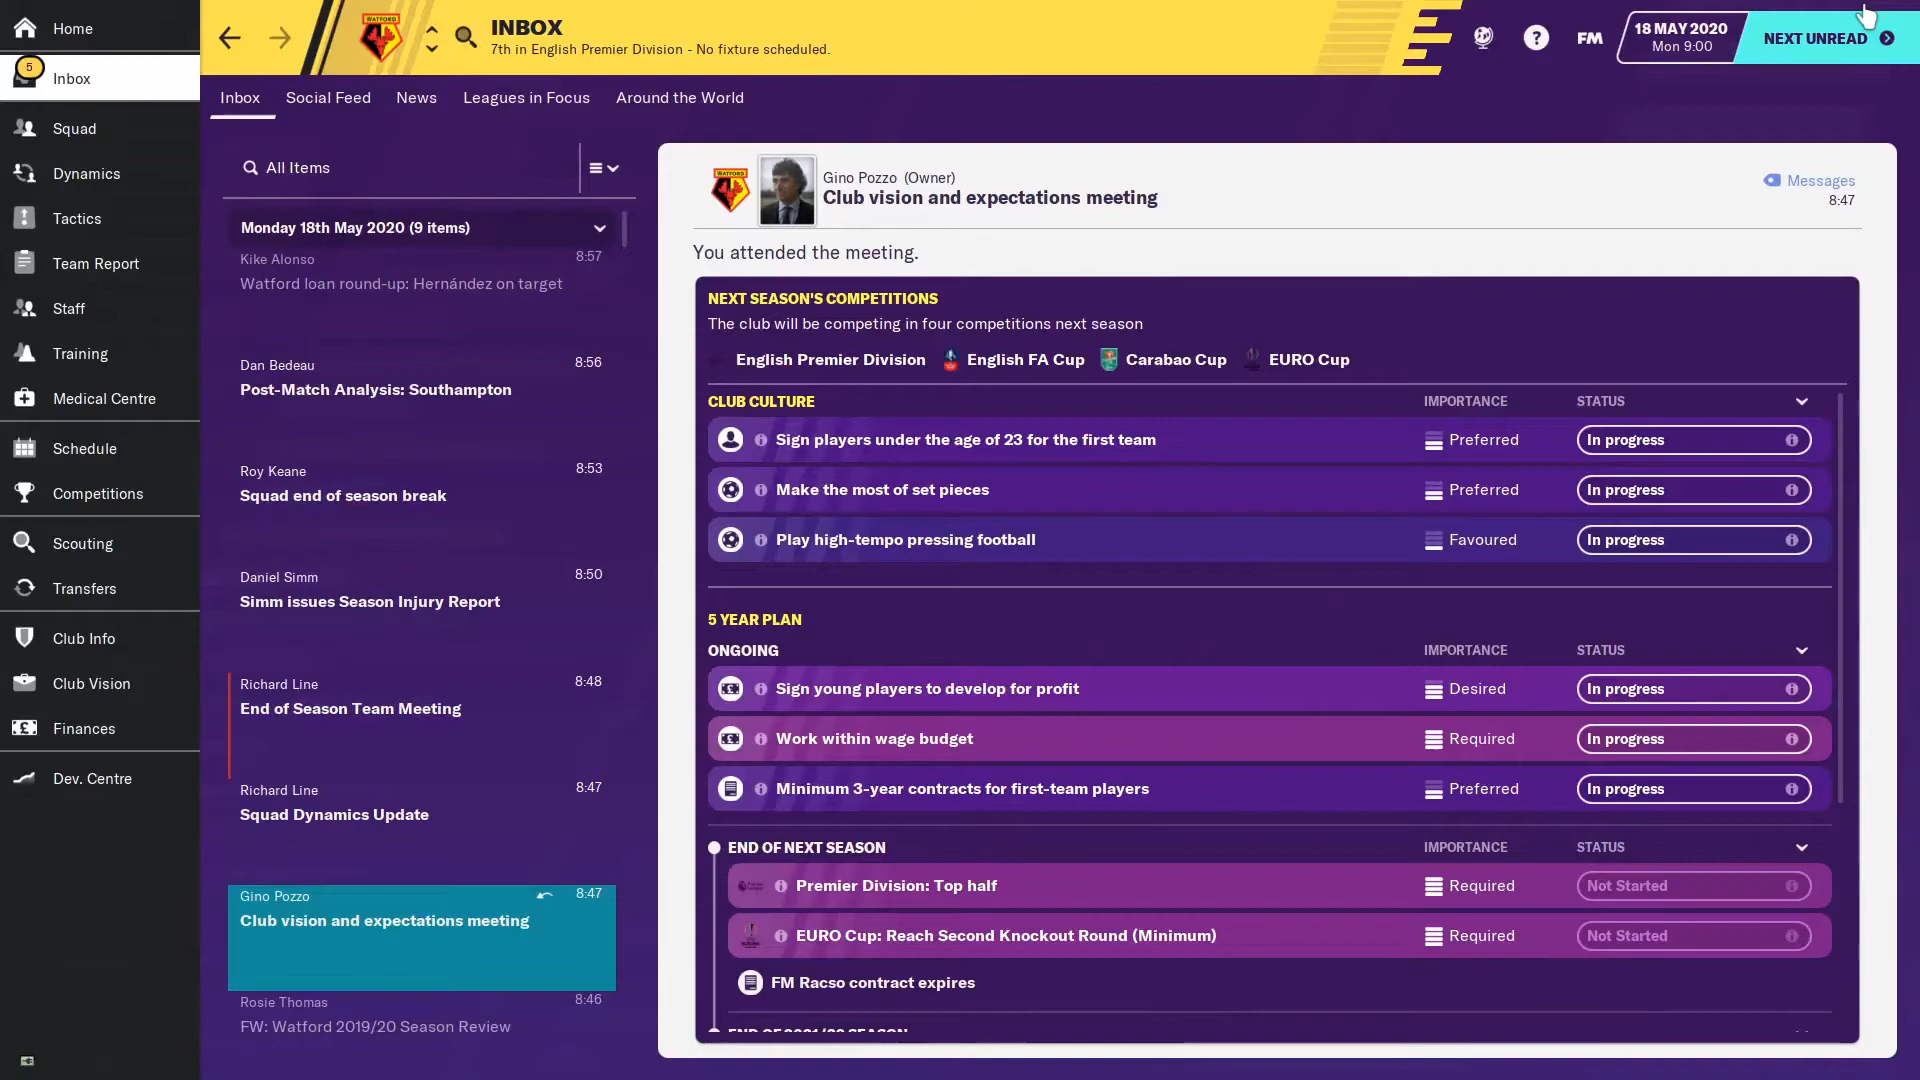 Home
5
Inbox
Squad
Dynamics
Tactics
Team Report
Staff
Training
Medical Centre
Schedule
Competitions
Scouting
Transfers
Club Info
Club Vision
Finances
Dev. Centre
WATFORD
INBOX
7th in English Premier Division - No fixture scheduled.
FM
18 MAY 2020
Mon 9:00
NEXT UNREAD
Inbox
Social Feed
News
Leagues in Focus
Around the World
All Items
Monday 18th May 2020 (9 items)
Kike Alonso
8:57
Watford loan round-up: Hernández on target
Dan Bedeau
8:56
Post-Match Analysis: Southampton
Roy Keane
8:53
Squad end of season break
Daniel Simm
8:50
Simm issues Season Injury Report
Richard Line
8:48
End of Season Team Meeting
Richard Line
8:47
Squad Dynamics Update
Gino Pozzo
8:47
Club vision and expectations meeting
Rosie Thomas
8:46
FW: Watford 2019/20 Season Review
WATFORD
Gino Pozzo (Owner)
Club vision and expectations meeting
Messages
8:47
You attended the meeting.
NEXT SEASON'S COMPETITIONS
The club will be competing in four competitions next season
English Premier Division
English FA Cup
Carabao Cup
EURO Cup
CLUB CULTURE IMPORTANCE STATUS
Sign players under the age of 23 for the first team Preferred In progress
Make the most of set pieces Preferred In progress
Play high-tempo pressing football Favoured In progress
5 YEAR PLAN
ONGOING IMPORTANCE STATUS
Sign young players to develop for profit Desired In progress
Work within wage budget Required In progress
Minimum 3-year contracts for first-team players Preferred In progress
END OF NEXT SEASON IMPORTANCE STATUS
Premier Division: Top half Required Not Started
EURO Cup: Reach Second Knockout Round (Minimum) Required Not Started
FM Racso contract expires